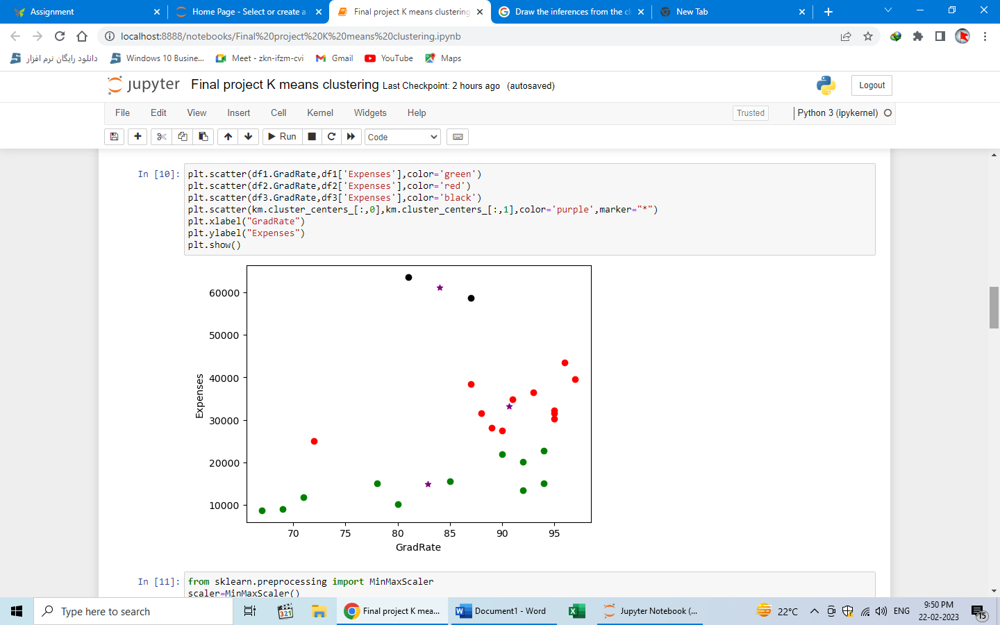 Assignment
Home Page - Select or create a
Final project K means clustering
Draw the inferences from the cl
New Tab
localhost:8888/notebooks/Final%20project%20K%20means%20clustering.ipynb
دانلود رایگان نرم افزار
Windows 10 Busine...
Meet - zkn-ifzm-cvi
Gmail
YouTube
Maps
jupyter Final project K means clustering Last Checkpoint: 2 hours ago (autosaved)
Logout
File Edit View Insert Cell Kernel Widgets Help
Trusted
Python 3 (ipykernel)
Run
Code
In [10]:
plt.scatter(df1.GradRate,df1['Expenses'],color='green')
plt.scatter(df2.GradRate,df2['Expenses'],color='red')
plt.scatter(df3.GradRate,df3['Expenses'],color='black')
plt.scatter(km.cluster_centers_[:,0],km.cluster_centers_[:,1],color='purple',marker="*")
plt.xlabel("GradRate")
plt.ylabel("Expenses")
plt.show()
60000
50000
40000
30000
20000
10000
Expenses
70 75 80 85 90 95
GradRate
In [11]:
from sklearn.preprocessing import MinMaxScaler
scaler=MinMaxScaler()
Type here to search
321
Final project K mea...
Document1 - Word
Jupyter Notebook (...
22°C
ENG
9:50 PM
22-02-2023
15